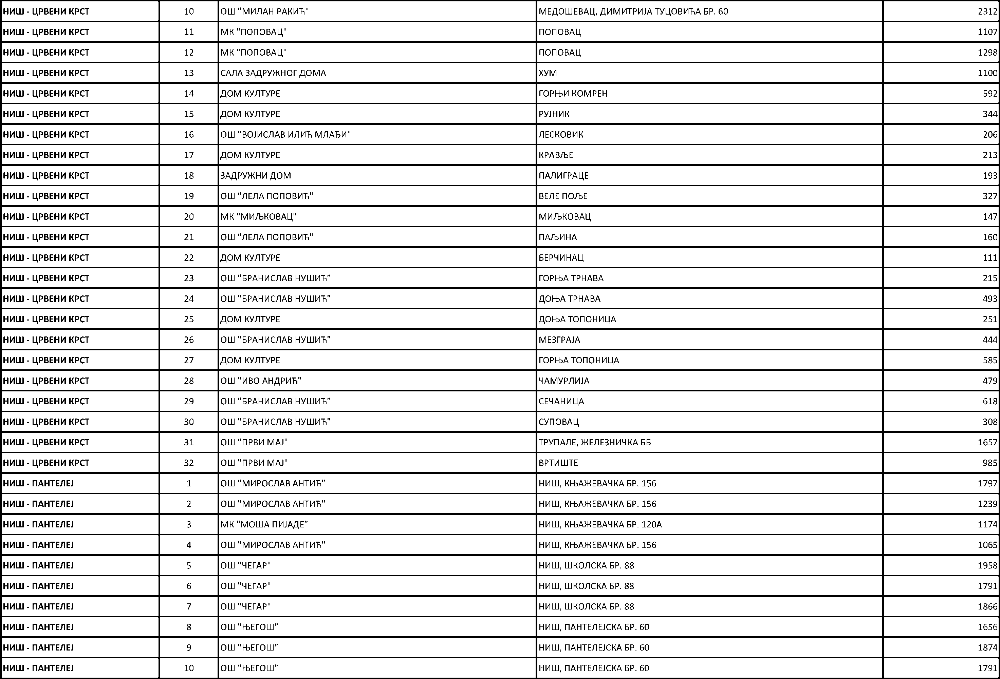 НИШ - ЦРВЕНИ КРСТ 10 ОШ "МИЛАН РАКИЋ" МЕДОШЕВАЦ, ДИМИТРИЈА ТУЦОВИЋА БР. 60 2312
НИШ - ЦРВЕНИ КРСТ 11 МК "ПОПОВАЦ" ПОПОВАЦ 1107
НИШ - ЦРВЕНИ КРСТ 12 МК "ПОПОВАЦ" ПОПОВАЦ 1298
НИШ - ЦРВЕНИ КРСТ 13 САЛА ЗАДРУЖНОГ ДОМА ХУМ 1100
НИШ - ЦРВЕНИ КРСТ 14 ДОМ КУЛТУРЕ ГОРЊИ КОМРЕН 592
НИШ - ЦРВЕНИ КРСТ 15 ДОМ КУЛТУРЕ РУЈНИК 344
НИШ - ЦРВЕНИ КРСТ 16 ОШ "ВОЈИСЛАВ ИЛИЋ МЛАЂИ" ЛЕСКОВИК 206
НИШ - ЦРВЕНИ КРСТ 17 ДОМ КУЛТУРЕ КРАВЉЕ 213
НИШ - ЦРВЕНИ КРСТ 18 ЗАДРУЖНИ ДОМ ПАЛИГРАЦЕ 193
НИШ - ЦРВЕНИ КРСТ 19 ОШ "ЛЕЛА ПОПОВИЋ" ВЕЛЕ ПОЉЕ 327
НИШ - ЦРВЕНИ КРСТ 20 МК "МИЉКОВАЦ" МИЉКОВАЦ 147
НИШ - ЦРВЕНИ КРСТ 21 ОШ "ЛЕЛА ПОПОВИЋ" ПАЉИНА 160
НИШ - ЦРВЕНИ КРСТ 22 ДОМ КУЛТУРЕ БЕРЧИНАЦ 111
НИШ - ЦРВЕНИ КРСТ 23 ОШ "БРАНИСЛАВ НУШИЋ" ГОРЊА ТРНАВА 215
НИШ - ЦРВЕНИ КРСТ 24 ОШ "БРАНИСЛАВ НУШИЋ" ДОЊА ТРНАВА 493
НИШ - ЦРВЕНИ КРСТ 25 ДОМ КУЛТУРЕ ДОЊА ТОПОНИЦА 251
НИШ - ЦРВЕНИ КРСТ 26 ОШ "БРАНИСЛАВ НУШИЋ" МЕЗГРАЈА 444
НИШ - ЦРВЕНИ КРСТ 27 ДОМ КУЛТУРЕ ГОРЊА ТОПОНИЦА 585
НИШ - ЦРВЕНИ КРСТ 28 ОШ "ИВО АНДРИЋ" ЧАМУРЛИЈА 479
НИШ - ЦРВЕНИ КРСТ 29 ОШ "БРАНИСЛАВ НУШИЋ" СЕЧАНИЦА 618
НИШ - ЦРВЕНИ КРСТ 30 ОШ "БРАНИСЛАВ НУШИЋ" СУПОВАЦ 308
НИШ - ЦРВЕНИ КРСТ 31 ОШ "ПРВИ МАЈ" ТРУПАЛЕ, ЖЕЛЕЗНИЧКА ББ 1657
НИШ - ЦРВЕНИ КРСТ 32 ОШ "ПРВИ МАЈ" ВРТИШТЕ 985
НИШ - ПАНТЕЛЕЈ 1 ОШ "МИРОСЛАВ АНТИЋ" НИШ, КЊАЖЕВАЧКА БР. 156 1797
НИШ - ПАНТЕЛЕЈ 2 ОШ "МИРОСЛАВ АНТИЋ" НИШ, КЊАЖЕВАЧКА БР. 156 1239
НИШ - ПАНТЕЛЕЈ 3 МК "МОША ПИЈАДЕ" НИШ, КЊАЖЕВАЧКА БР. 120А 1174
НИШ - ПАНТЕЛЕЈ 4 ОШ "МИРОСЛАВ АНТИЋ" НИШ, КЊАЖЕВАЧКА БР. 156 1065
НИШ - ПАНТЕЛЕЈ 5 ОШ "ЧЕГАР" НИШ, ШКОЛСКА БР. 88 1958
НИШ - ПАНТЕЛЕЈ 6 ОШ "ЧЕГАР" НИШ, ШКОЛСКА БР. 88 1791
НИШ - ПАНТЕЛЕЈ 7 ОШ "ЧЕГАР" НИШ, ШКОЛСКА БР. 88 1866
НИШ - ПАНТЕЛЕЈ 8 ОШ "ЊЕГОШ" НИШ, ПАНТЕЛЕЈСКА БР. 60 1656
НИШ - ПАНТЕЛЕЈ 9 ОШ "ЊЕГОШ" НИШ, ПАНТЕЛЕЈСКА БР. 60 1874
НИШ - ПАНТЕЛЕЈ 10 ОШ "ЊЕГОШ" НИШ, ПАНТЕЛЕЈСКА БР. 60 1791